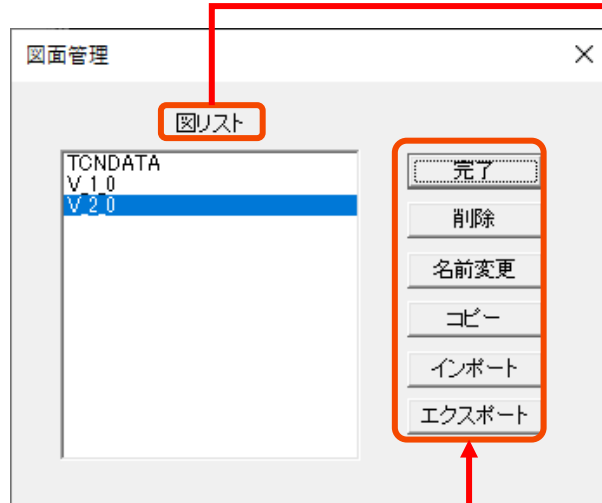 図面管理
図リスト
TCNDATA
V_1_0
V_2_0
完了
削除
名前変更
コピー
インポート
エクスポート